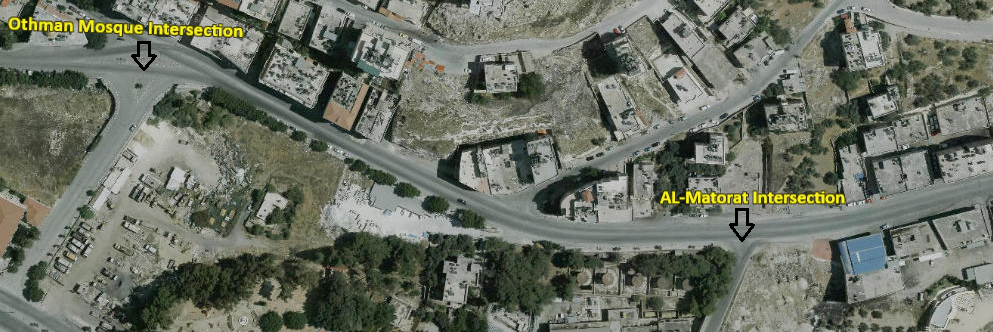 Othman Mosque Intersection
AL-Matorat Intersection